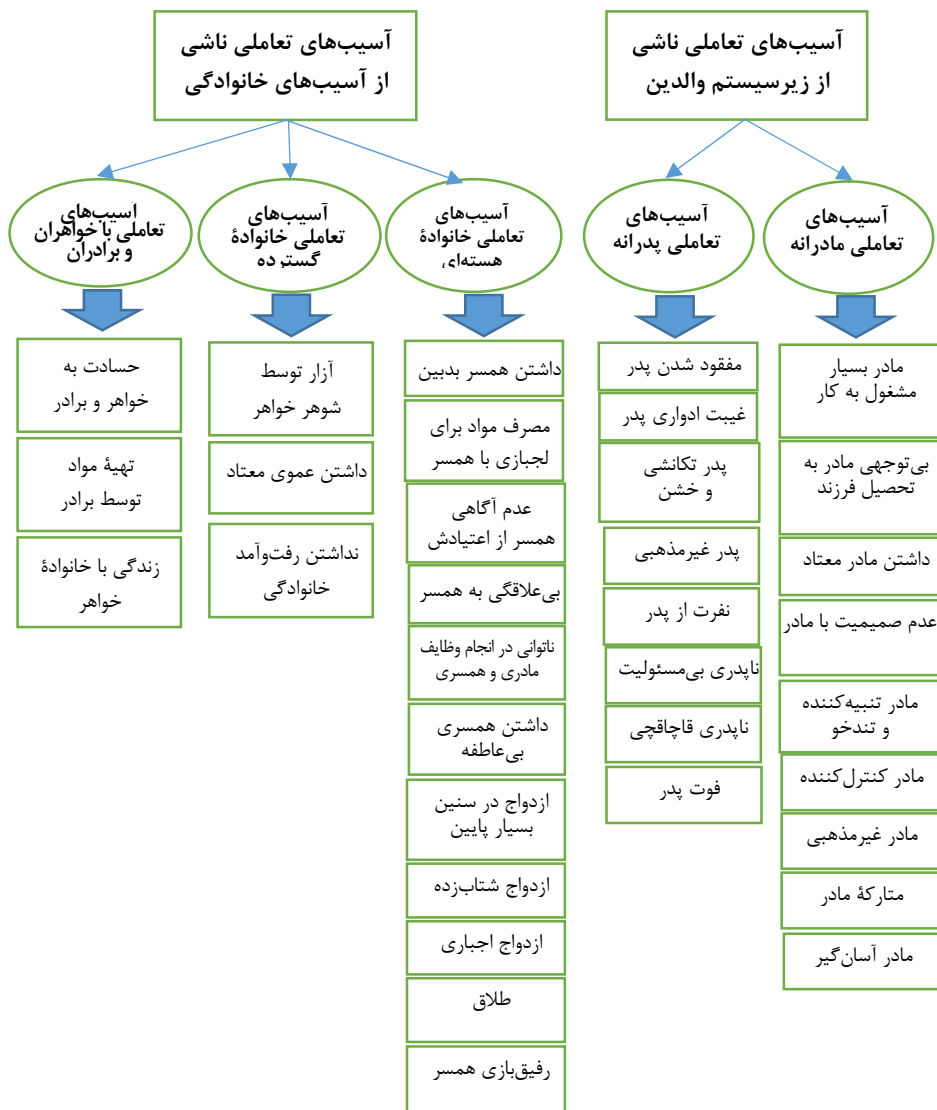 آسیب‌های تعاملی ناشی
از زیرسیستم والدین
آسیب‌های تعاملی ناشی
از آسیب‌های خانوادگی
آسیب‌های
تعاملی مادرانه
آسیب‌های
تعاملی پدرانه
آسیب‌های
تعاملی خانوادۀ
هسته‌ای
آسیب‌های
تعاملی خانوادۀ
گسترده
اسیب‌های
تعاملی با خواهران
و برادران
مادر بسیار
مشغول به کار
بی‌توجهی مادر به
تحصیل فرزند
داشتن مادر معتاد
عدم صمیمیت با مادر
مادر تنبیه‌کننده
و تندخو
مادر کنترل‌کننده
مادر غیرمذهبی
متارکۀ مادر
مادر آسان‌گیر
مفقود شدن پدر
غیبت ادواری پدر
پدر تکانشی
و خشن
پدر غیرمذهبی
نفرت از پدر
ناپدری بی‌مسئولیت
ناپدری قاچاقچی
فوت پدر
داشتن همسر بدبین
مصرف مواد برای
لجبازی با همسر
عدم آگاهی
همسر از اعتیادش
بی‌علاقگی به همسر
ناتوانی در انجام وظایف
مادری و همسری
داشتن همسری
بی‌عاطفه
ازدواج در سنین
بسیار پایین
ازدواج شتاب‌زده
ازدواج اجباری
طلاق
رفیق‌بازی همسر
آزار توسط
شوهر خواهر
داشتن عموی معتاد
نداشتن رفت‌وآمد
خانوادگی
حسادت به
خواهر و برادر
تهیۀ مواد
توسط برادر
زندگی با خانوادۀ
خواهر